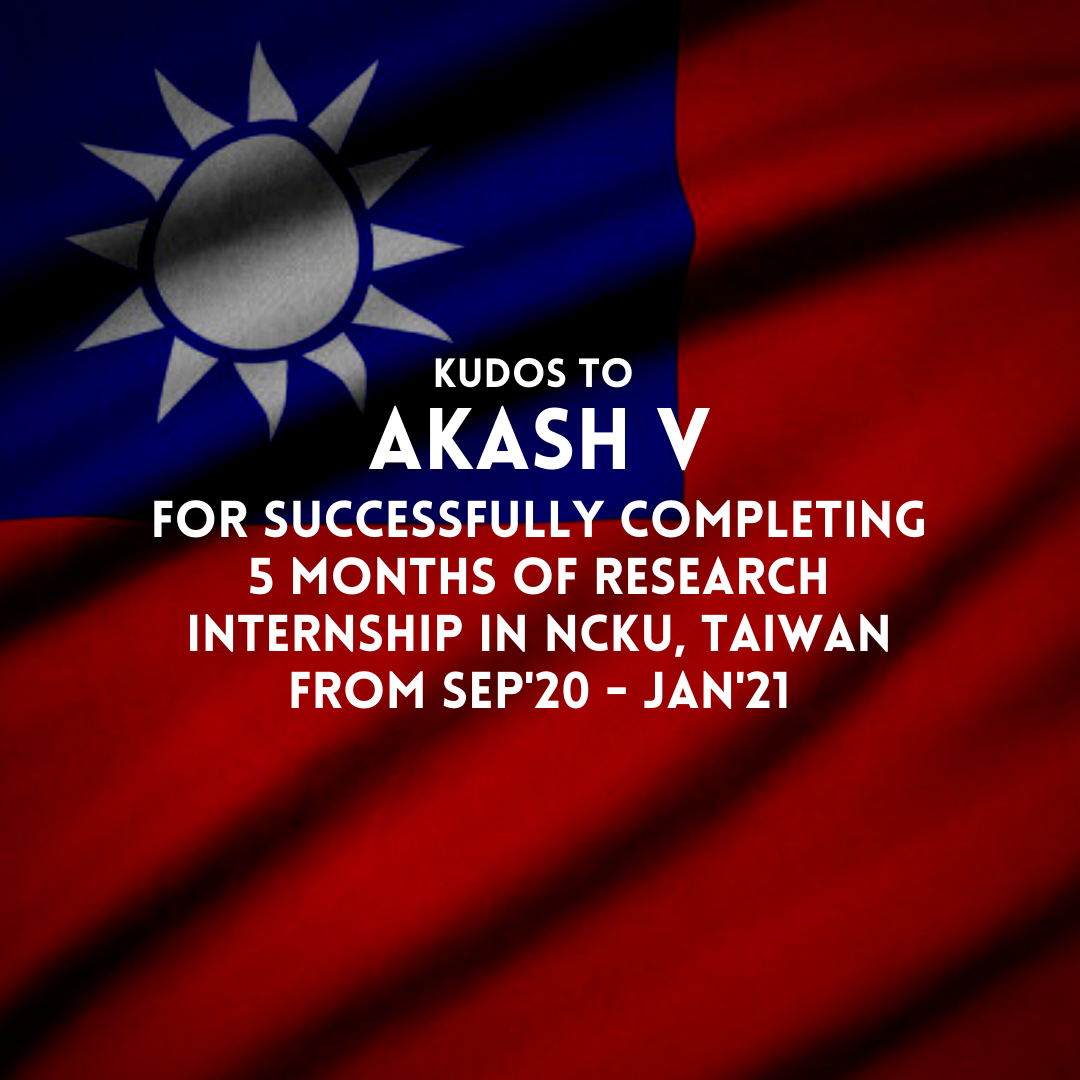 KUDOS TO
AKASH V
FOR SUCCESSFULLY COMPLETING
5 MONTHS OF RESEARCH
INTERNSHIP IN NCKU, TAIWAN
FROM SEP'20 - JAN'21